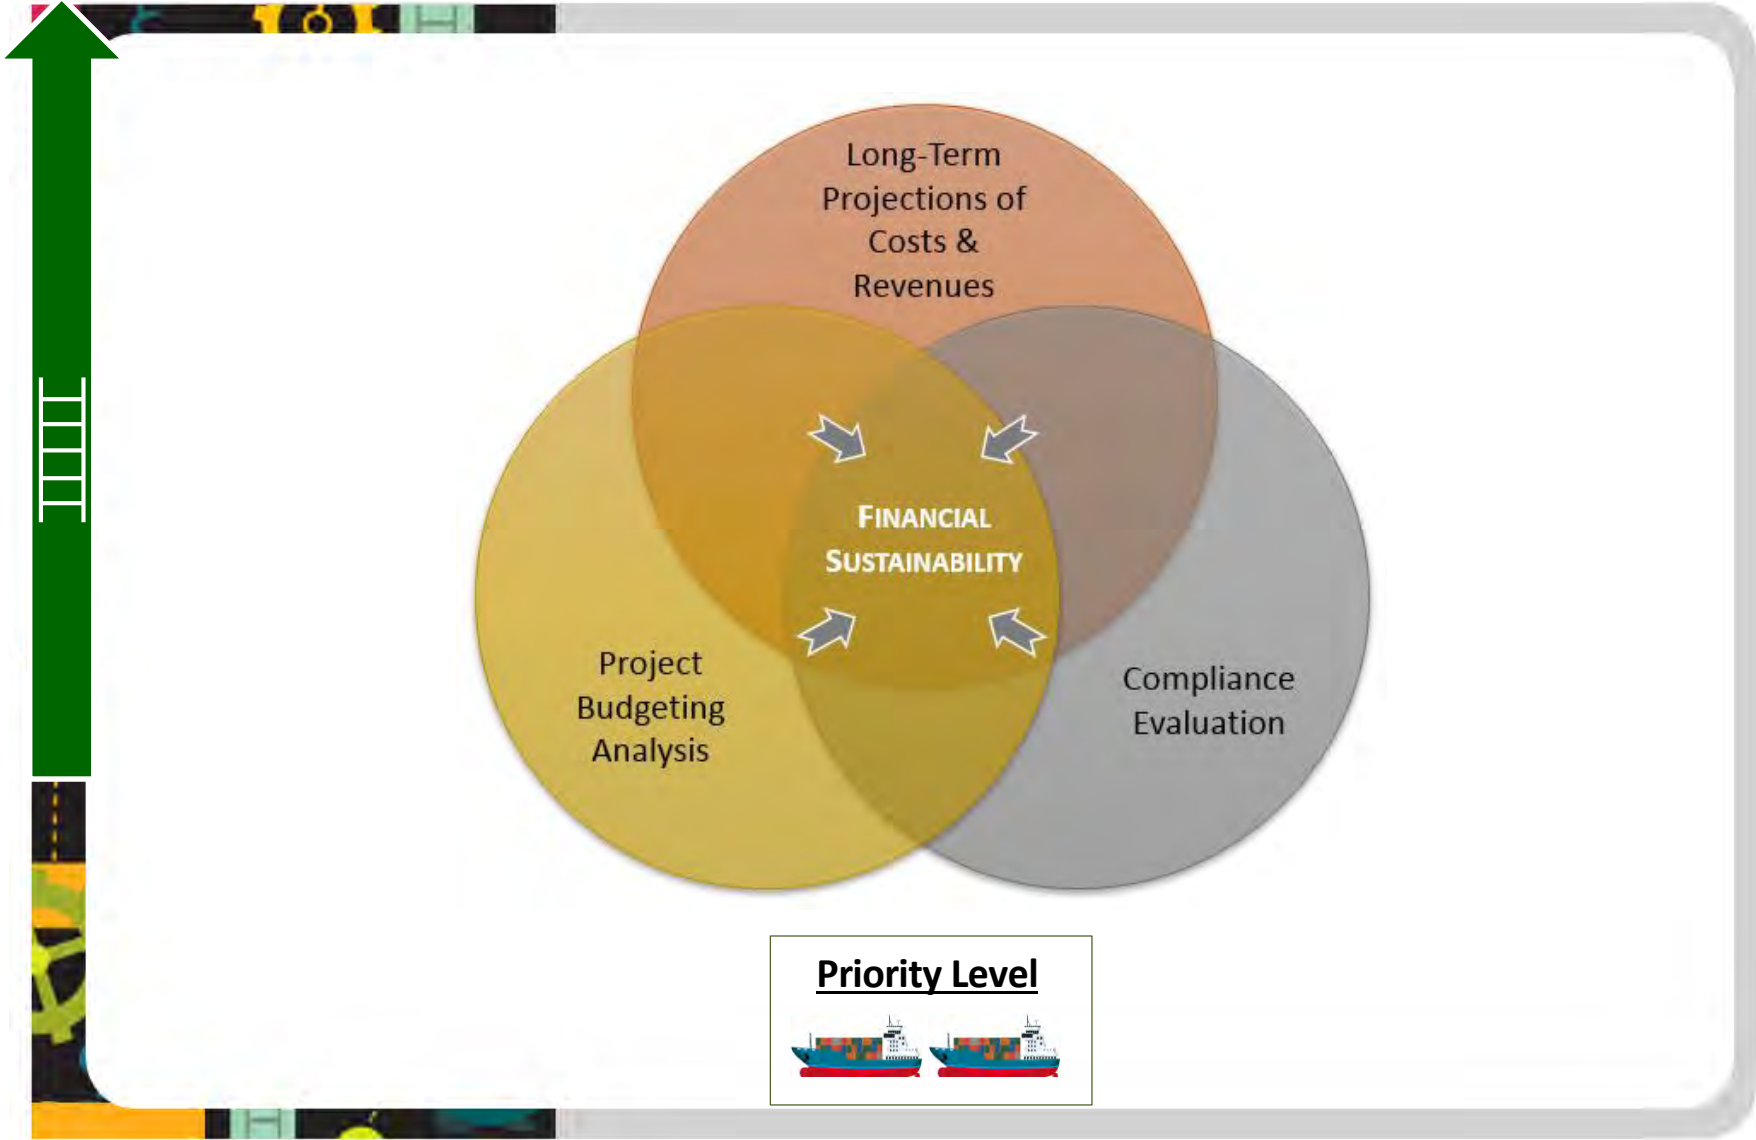 Long-Term
Projections of
Costs &
Revenues
FINANCIAL
SUSTAINABILITY
Project
Budgeting
Analysis
Compliance
Evaluation
Priority Level